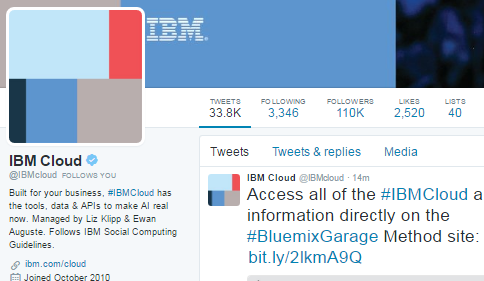 IBM.
TWEETS FOLLOWING FOLLOWERS LIKES LISTS
33.8K 3,346 110K 2,520 40
IBM Cloud
@IBMcloud FOLLOWS YOU
Built for your business, #IBMCloud has
the tools, data & APIs to make AI real
now. Managed by Liz Klipp & Ewan
Auguste. Follows IBM Social Computing
Guidelines.
ibm.com/cloud
Joined October 2010
Tweets Tweets & replies Media
IBM Cloud @IBMcloud · 14m
Access all of the #IBMCloud a
information directly on the
#BluemixGarage Method site:
bit.ly/2lkmA9Q